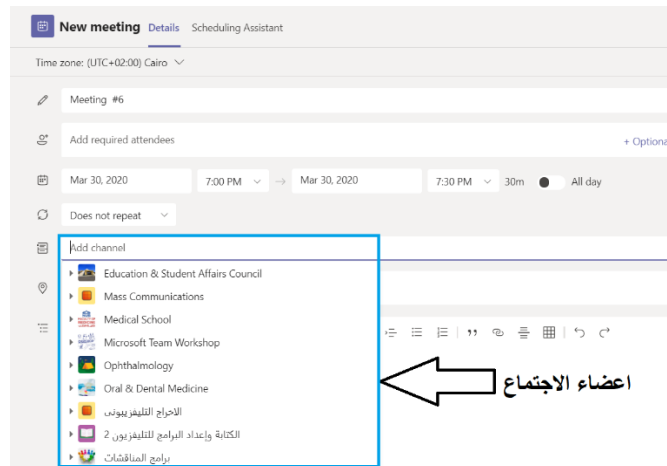 New meeting Details Scheduling Assistant
Time zone: (UTC+02:00) Cairo
Meeting #6
Add required attendees + Optiona
Mar 30, 2020 7:00 PM → Mar 30, 2020 7:30 PM 30m All day
Does not repeat
Add channel
Education & Student Affairs Council
Mass Communications
Medical School
Microsoft Team Workshop
Ophthalmology
Oral & Dental Medicine
اعضاء الاجتماع
الاخراج التليفزيونى
الكتابة وإعداد البرامج للتليفزيون 2
برامج المناقشات